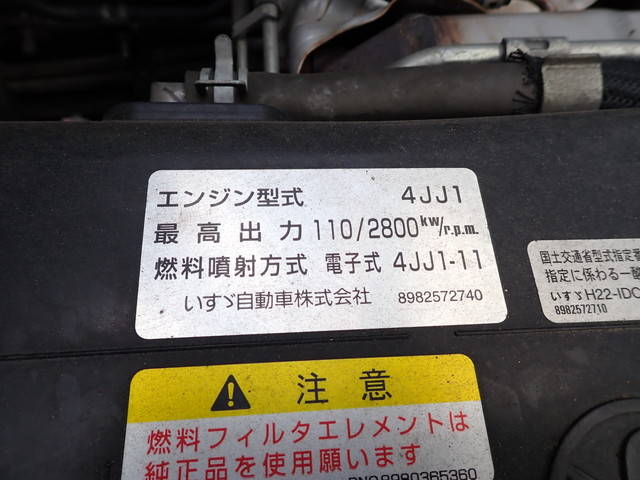 エンジン型式 4JJ1
最高出力 110/2800kw/r.p.m.
燃料噴射方式 電子式 4JJ1-11
いすゞ自動車株式会社 8982572740
国土交通省型式指定番
指定に係わる一酸
いすゞH22-IDC
8982572710
注意
燃料フィルタエレメントは
純正品を使用願います
8980365360